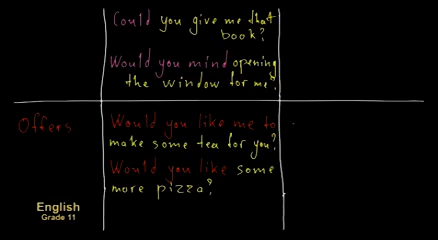 Could you give me that
book?
Would you mind opening
the window for me?
Offers
Would you like me to
make some tea for you?
Would you like some
more pizza?
English
Grade 11